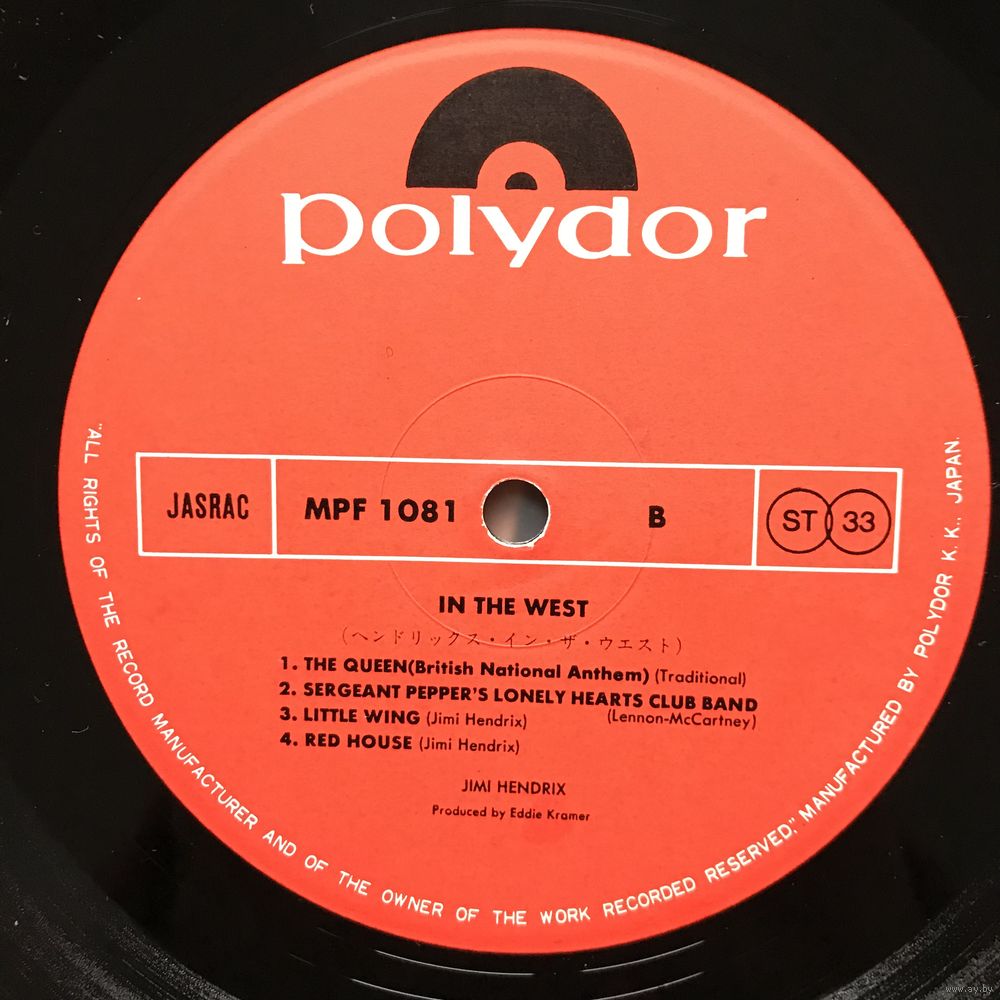 polydor
JASRAC
MPF 1081
B
ST 33
IN THE WEST
(ヘンドリックス・イン・ザ・ウエスト)
1. THE QUEEN(British National Anthem) (Traditional)
2. SERGEANT PEPPER'S LONELY HEARTS CLUB BAND
(Lennon-McCartney)
3. LITTLE WING (Jimi Hendrix)
4. RED HOUSE (Jimi Hendrix)
JIMI HENDRIX
Produced by Eddie Kramer
"ALL RIGHTS OF THE RECORD MANUFACTURER AND OF THE OWNER OF THE WORK RECORDED RESERVED." MANUFACTURED BY POLYDOR K. K., JAPAN.
www.ay.by